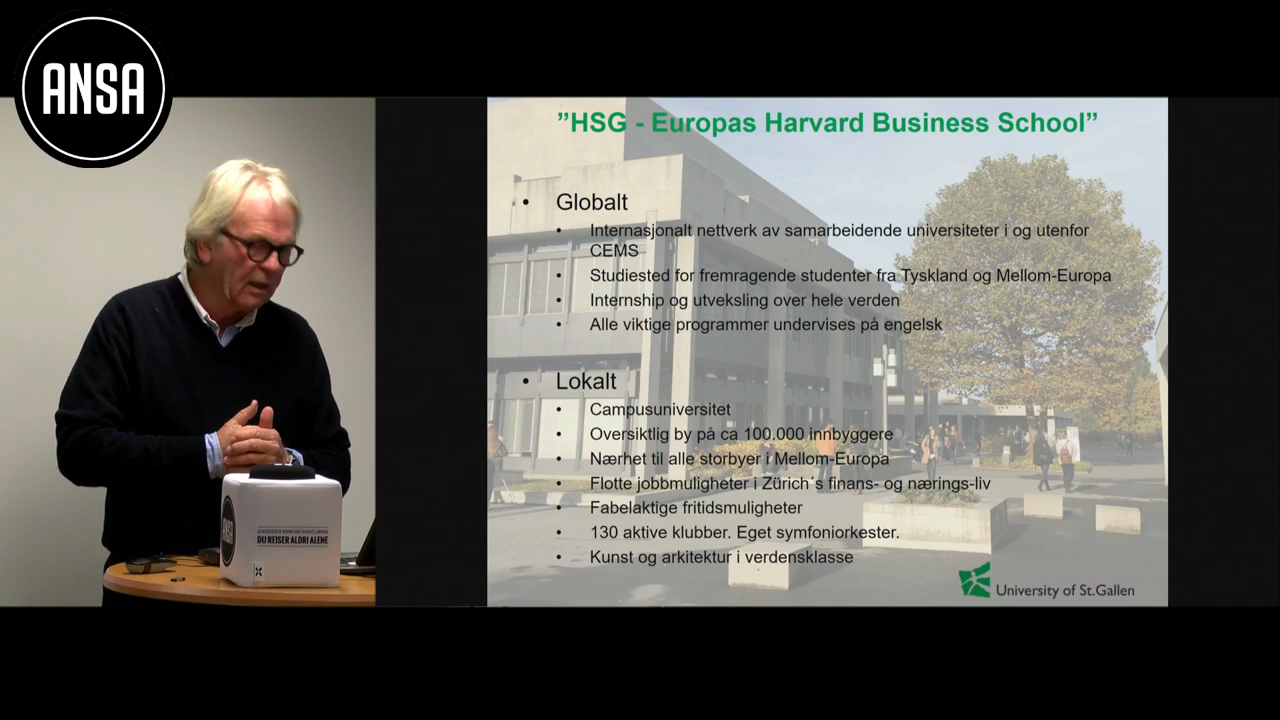 ANSA
”HSG - Europas Harvard Business School”
• Globalt
• Internasjonalt nettverk av samarbeidende universiteter i og utenfor
CEMS
• Studiested for fremragende studenter fra Tyskland og Mellom-Europa
• Internship og utveksling over hele verden
• Alle viktige programmer undervises på engelsk
• Lokalt
• Campusuniversitet
• Oversiktlig by på ca 100,000 innbyggere
• Nærhet til alle storbyer i Mellom-Europa
• Flotte jobbmuligheter i Zürich´s finans- og nærings-liv
• Fabelaktige fritidsmuligheter
• 130 aktive klubber. Eget symfoniorkester.
• Kunst og arkitektur i verdensklasse
University of St.Gallen
ANSA
DU REISER ALDRI ALENE